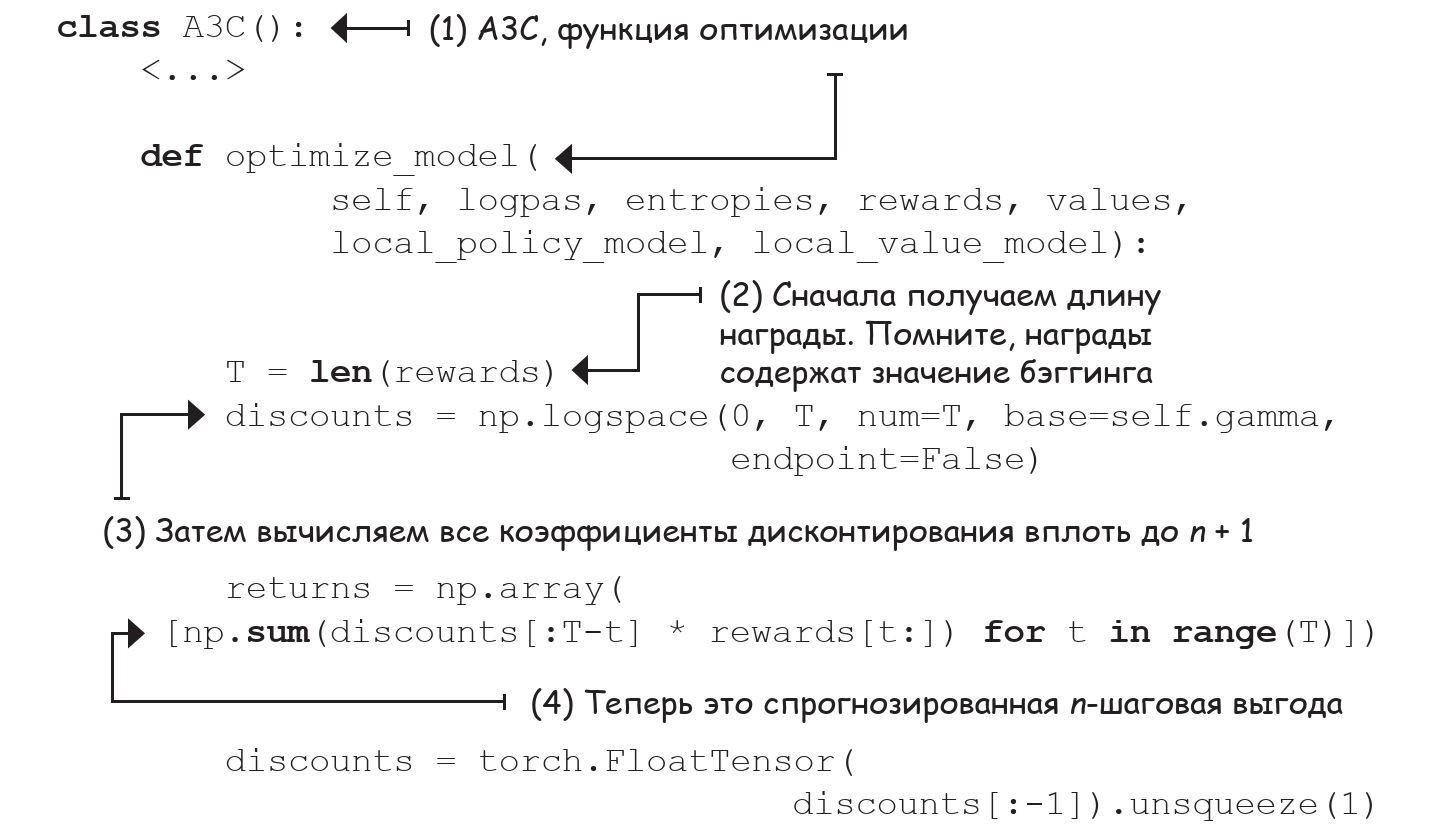 class A3C(): (1) A3C, функция оптимизации
<...>
def optimize_model(
self, logpas, entropies, rewards, values,
local_policy_model, local_value_model):
(2) Сначала получаем длину
награды. Помните, награды
содержат значение бэггинга
T = len(rewards)
discounts = np.logspace(0, T, num=T, base=self.gamma,
endpoint=False)
(3) Затем вычисляем все коэффициенты дисконтирования вплоть до n + 1
returns = np.array(
[np.sum(discounts[:T-t] * rewards[t:]) for t in range(T)])
(4) Теперь это спрогнозированная n-шаговая выгода
discounts = torch.FloatTensor(
discounts[:-1]).unsqueeze(1)